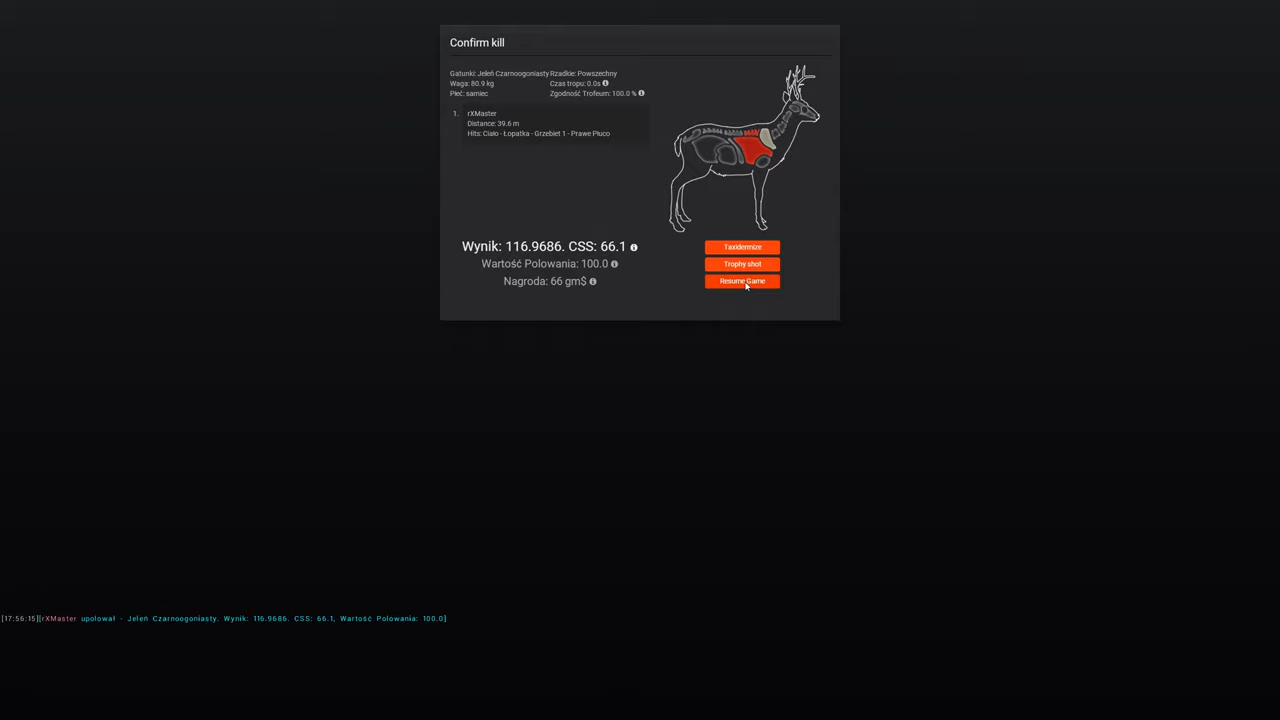 Confirm kill
Gatunki: Jeleń Czarnoogoniasty Rzadkie: Powszechny
Waga: 80.9 kg Czas tropu: 0.0s
Płeć: samiec Zgodność Trofeum: 100.0 %
1. rXMaster
Distance: 39.6 m
Hits: Ciało - Łopatka - Grzebiet 1 - Prawe Płuco
Wynik: 116.9686. CSS: 66.1
Wartość Polowania: 100.0
Nagroda: 66 gm$
Taxidermize
Trophy shot
Resume Game
[17:56:15][rXMaster upolował - Jeleń Czarnoogoniasty. Wynik: 116.9686. CSS: 66.1, Wartość Polowania: 100.0]